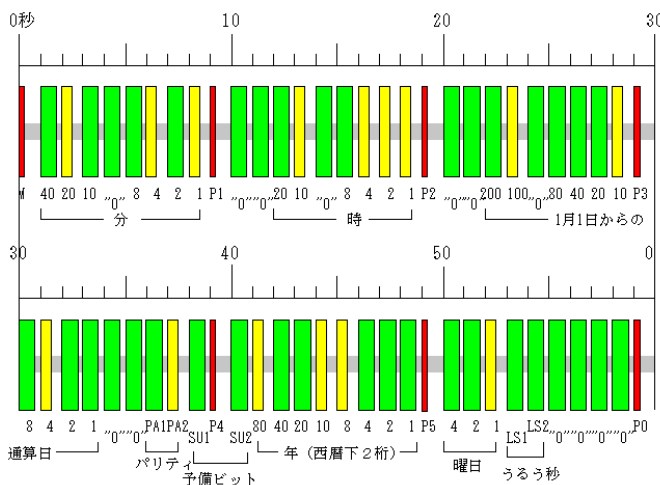 0秒 10 20 30
M 40 20 10 "0" 8 4 2 1 P1 "0" "0" 20 10 "0" 8 4 2 1 P2 "0" "0" 200 100 "0" 80 40 20 10 P3
分 時 1月1日からの
30 40 50 0
8 4 2 1 "0" "0" PA1 PA2 SU1 P4 SU2 80 40 20 10 8 4 2 1 P5 4 2 1 LS1 LS2 "0" "0" "0" "0" P0
通算日 パリティ 予備ビット 年(西暦下2桁) 曜日 うるう秒